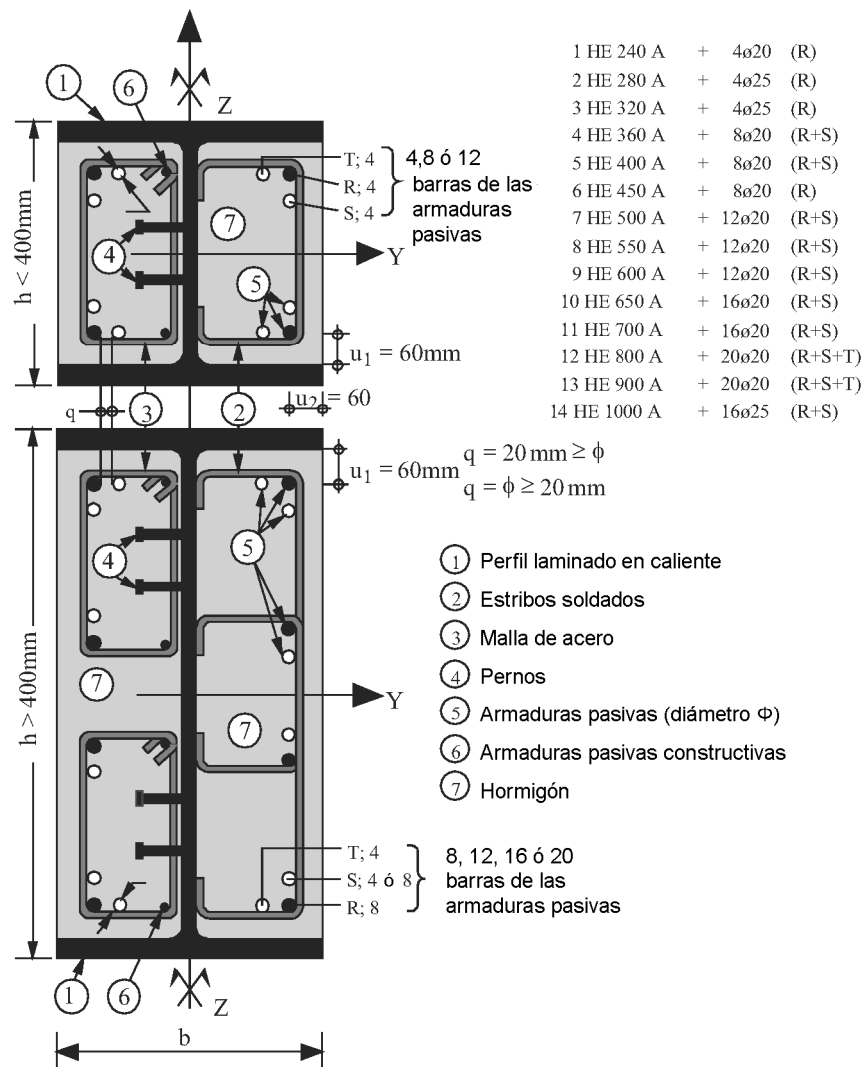 1 HE 240 A + 4ø20 (R)
2 HE 280 A + 4ø25 (R)
3 HE 320 A + 4ø25 (R)
4 HE 360 A + 8ø20 (R+S)
5 HE 400 A + 8ø20 (R+S)
6 HE 450 A + 8ø20 (R)
7 HE 500 A + 12ø20 (R+S)
8 HE 550 A + 12ø20 (R+S)
9 HE 600 A + 12ø20 (R+S)
10 HE 650 A + 16ø20 (R+S)
11 HE 700 A + 16ø20 (R+S)
12 HE 800 A + 20ø20 (R+S+T)
13 HE 900 A + 20ø20 (R+S+T)
14 HE 1000 A + 16ø25 (R+S)
1
6
Z
T; 4
R; 4
S; 4
4,8 ó 12
barras de las
armaduras
pasivas
7
4
Y
5
h < 400mm
u1 = 60mm
q
3
2
u2 = 60
u1 = 60mm
q = 20 mm ≥ ϕ
q = ϕ ≥ 20 mm
4
5
7
Y
7
h > 400mm
1 Perfil laminado en caliente
2 Estribos soldados
3 Malla de acero
4 Pernos
5 Armaduras pasivas (diámetro Φ)
6 Armaduras pasivas constructivas
7 Hormigón
T; 4
S; 4 ó 8
R; 8
8, 12, 16 ó 20
barras de las
armaduras pasivas
1
6
Z
b